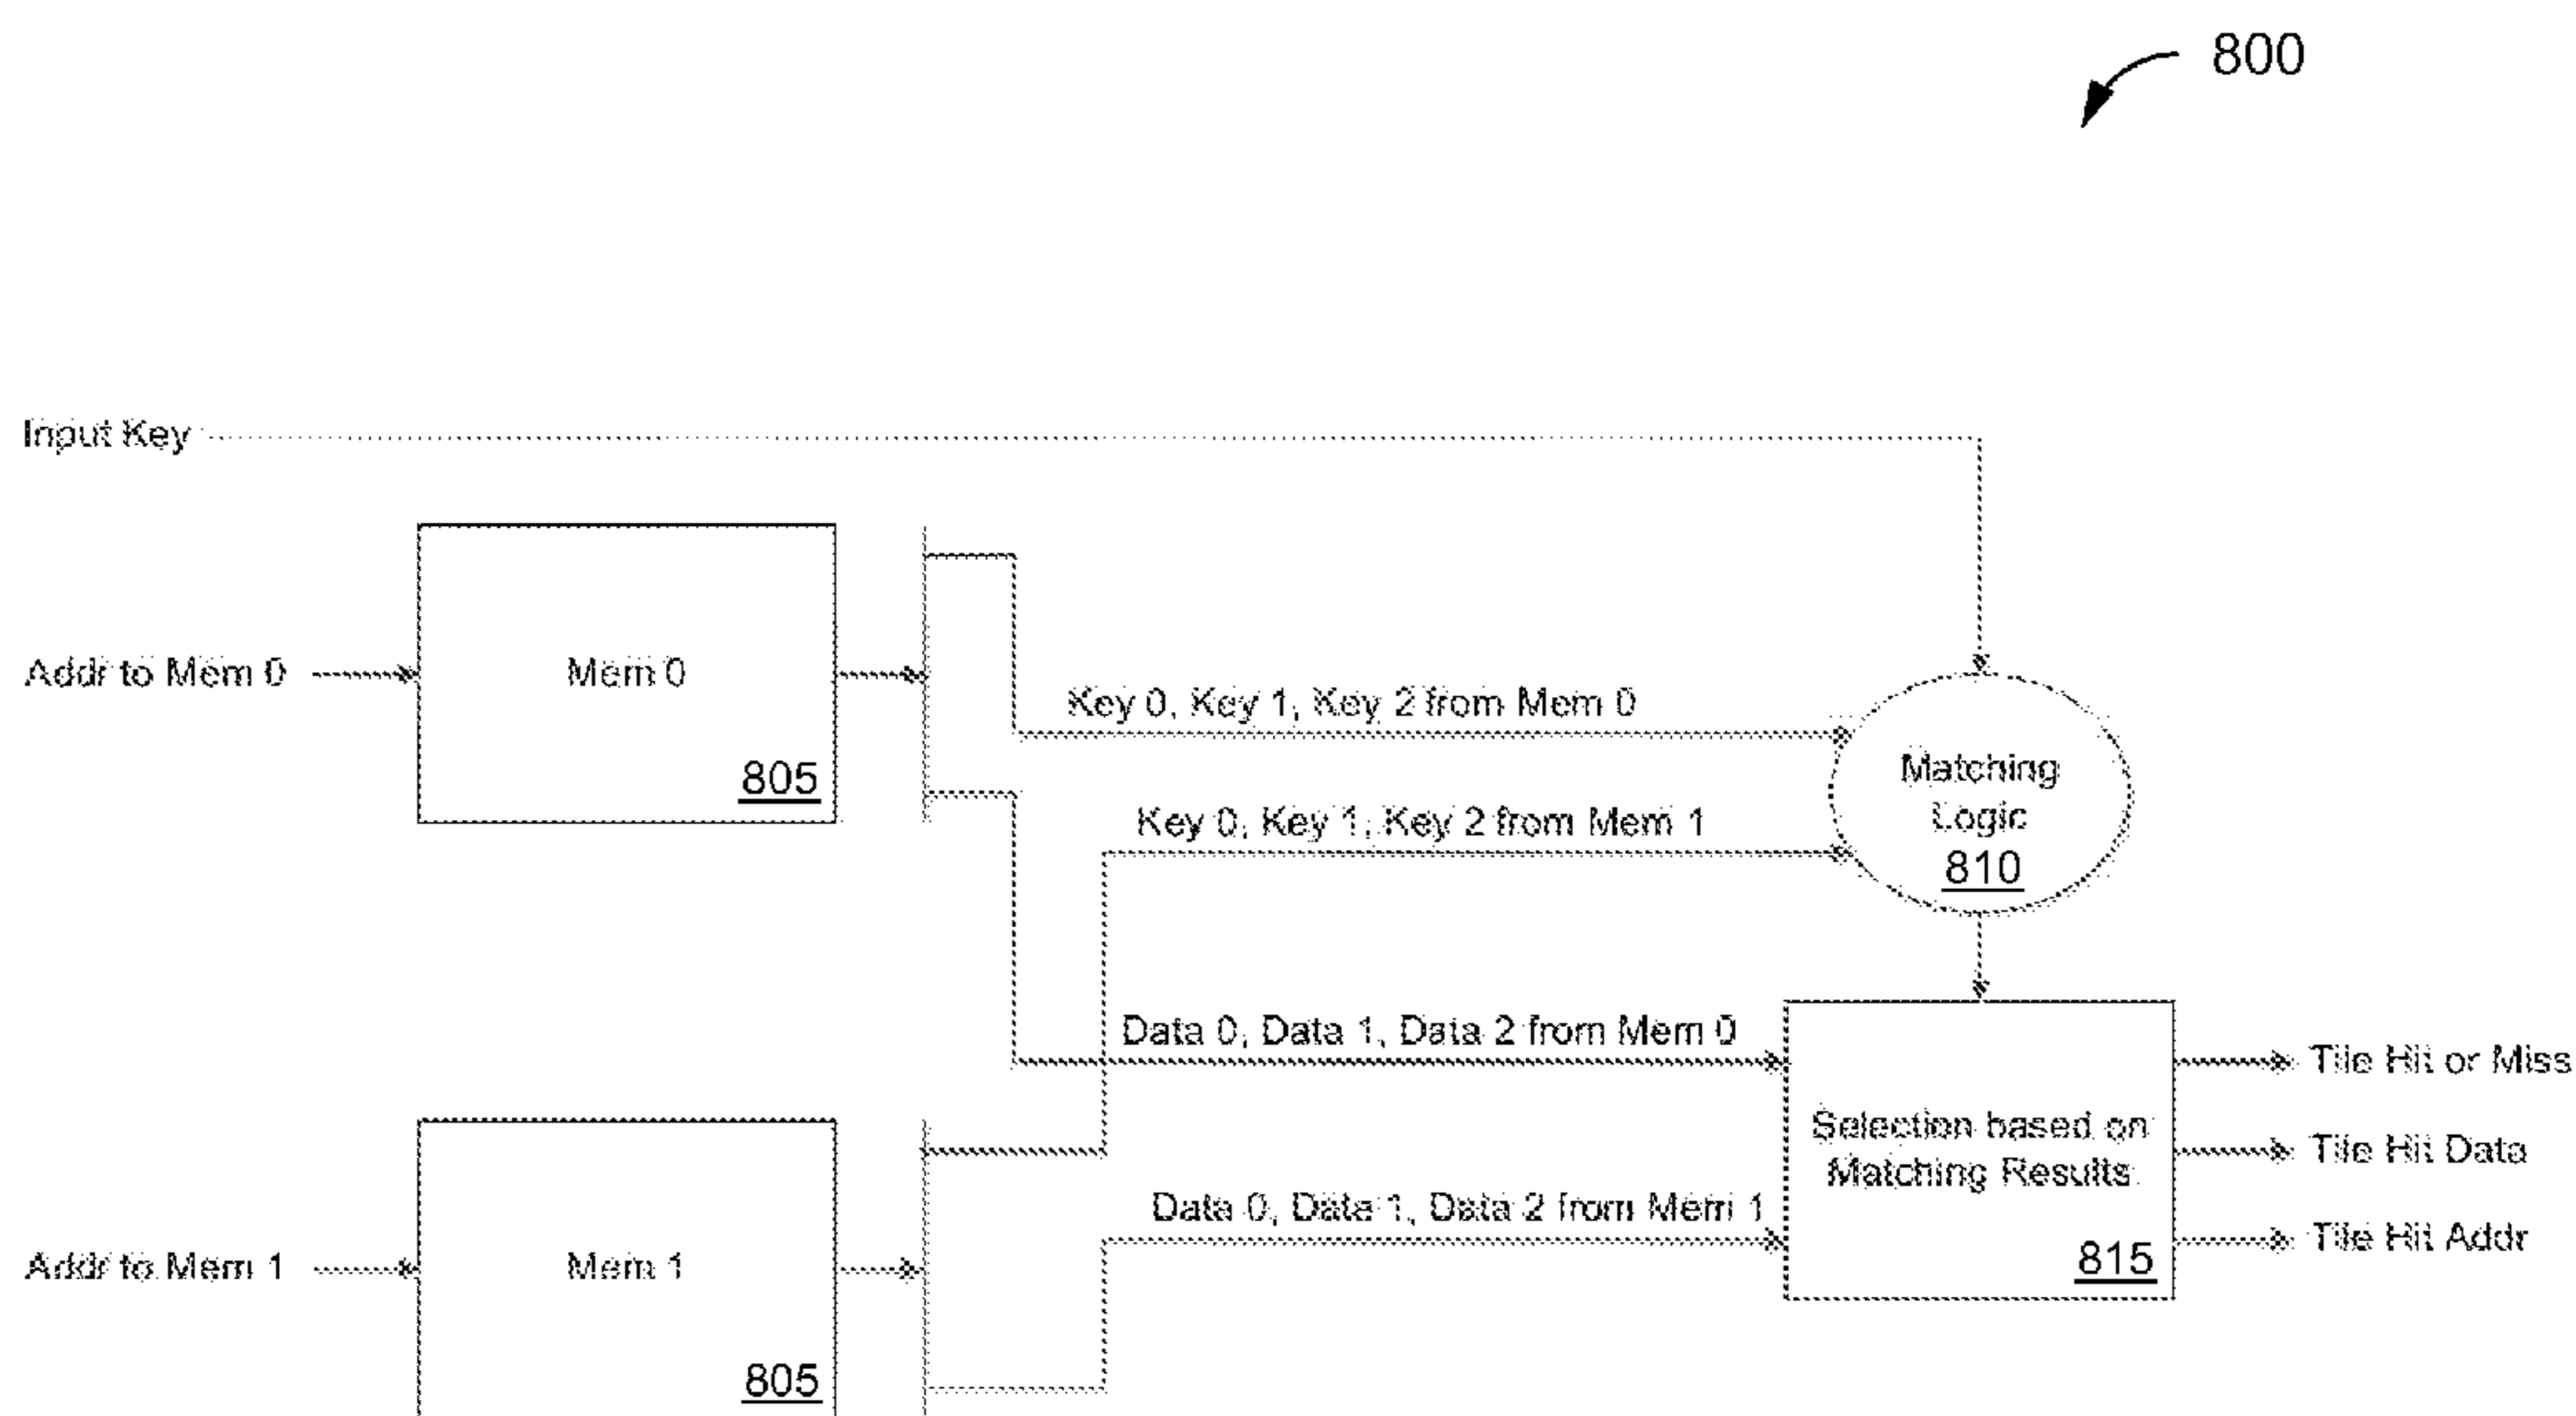 800
Input Key
Addr to Mem 0
Mem 0
805
Key 0, Key 1, Key 2 from Mem 0
Key 0, Key 1, Key 2 from Mem 1
Matching
Logic
810
Data 0, Data 1, Data 2 from Mem 0
Selection based on
Matching Results
815
Data 0, Data 1, Data 2 from Mem 1
Tile Hit or Miss
Tile Hit Data
Tile Hit Addr
Addr to Mem 1
Mem 1
805